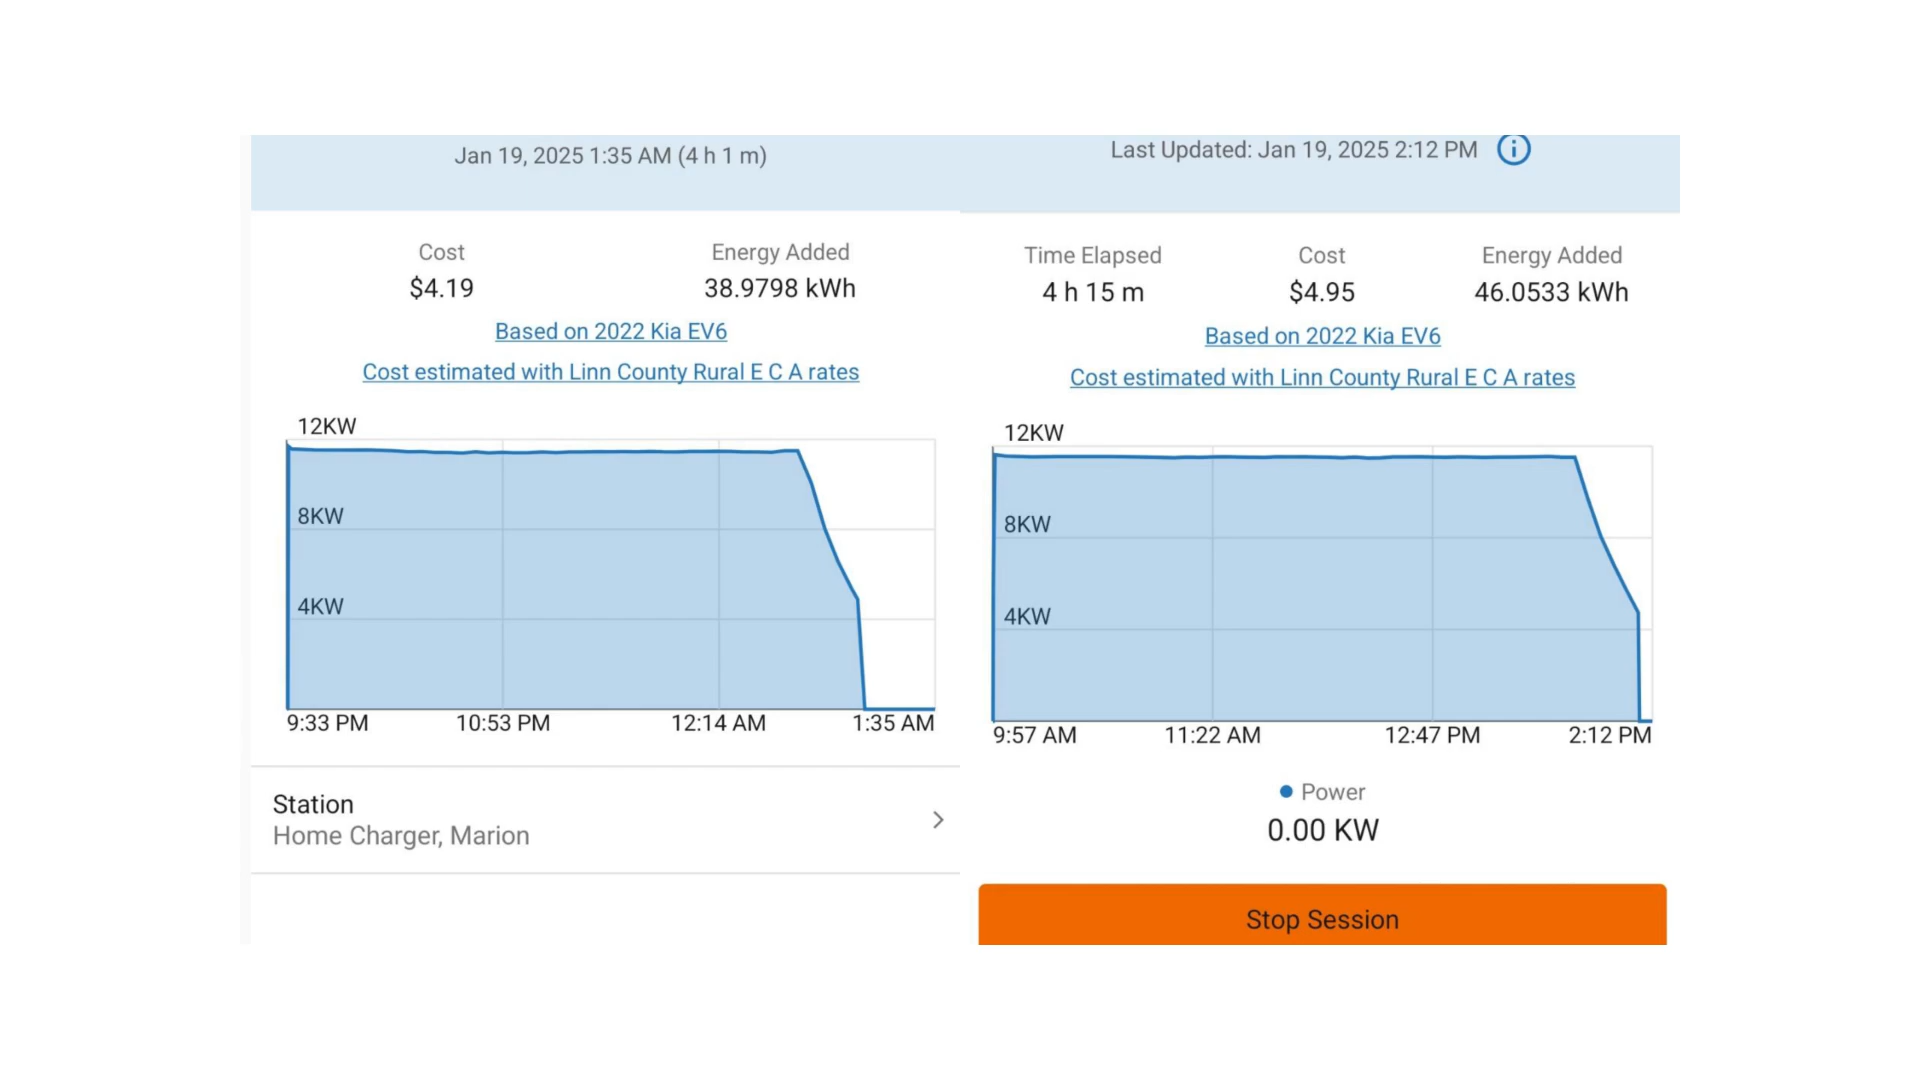 Jan 19, 2025 1:35 AM (4 h 1 m)
Cost
Energy Added
$4.19
38.9798 kWh
Based on 2022 Kia EV6
Cost estimated with Linn County Rural E C A rates
12KW
8KW
4KW
9:33 PM
10:53 PM
12:14 AM
1:35 AM
Station
Home Charger, Marion
Last Updated: Jan 19, 2025 2:12 PM
Time Elapsed
Cost
Energy Added
4 h 15 m
$4.95
46.0533 kWh
Based on 2022 Kia EV6
Cost estimated with Linn County Rural E C A rates
12KW
8KW
4KW
9:57 AM
11:22 AM
12:47 PM
2:12 PM
Power
0.00 KW
Stop Session